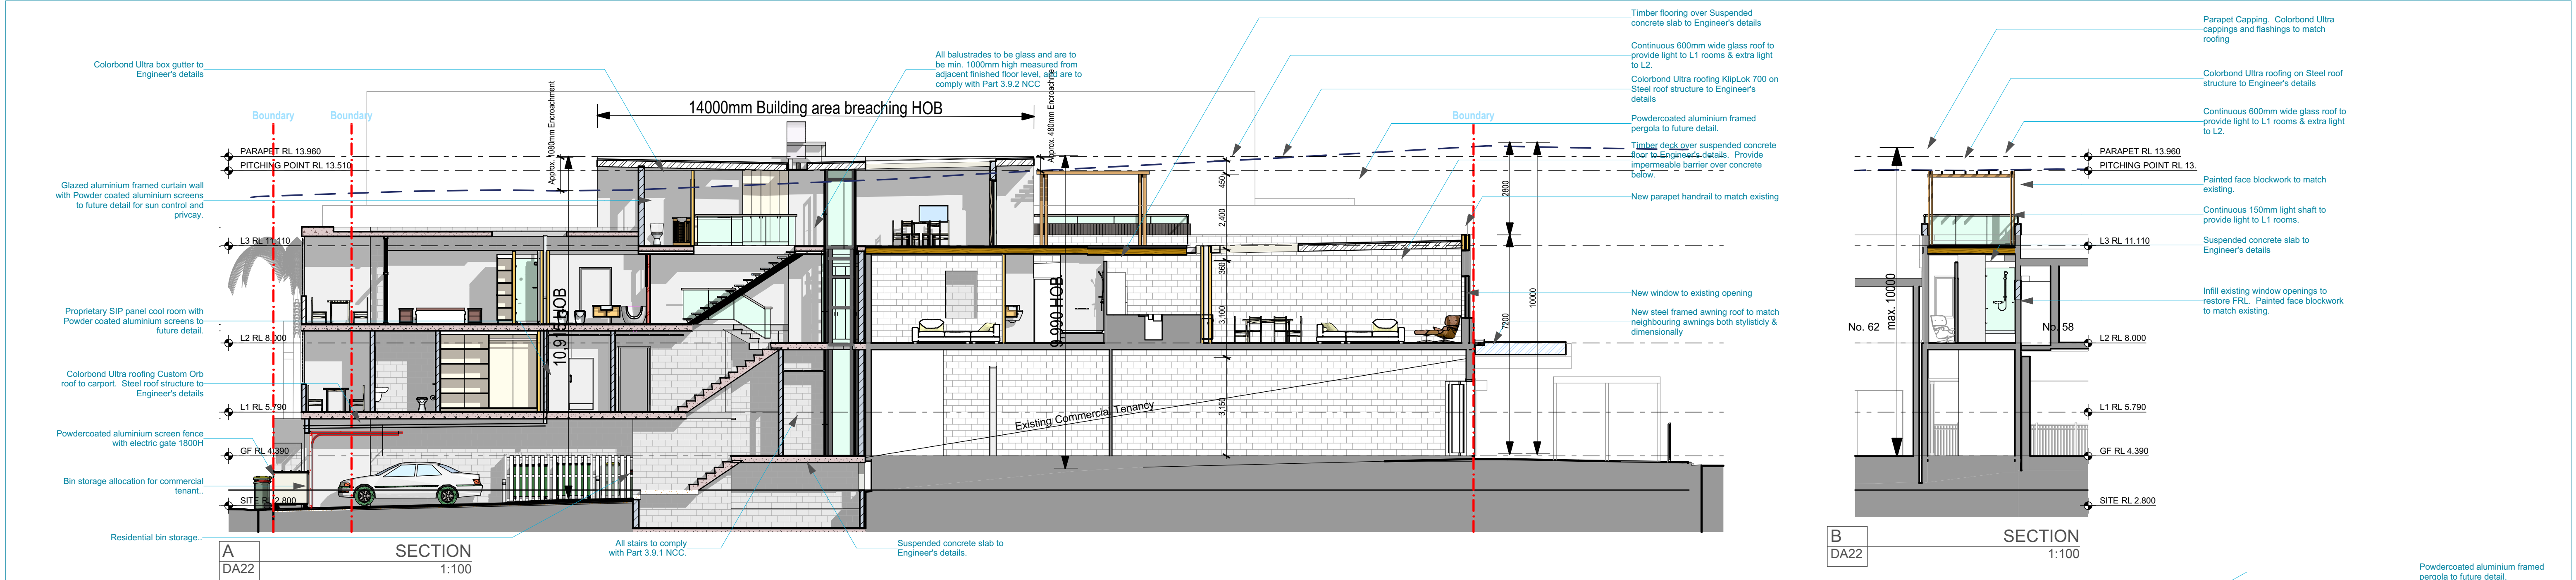 Colorbond Ultra box gutter to
Engineer's details
Boundary
Boundary
PARAPET RL 13.960
PITCHING POINT RL 13.510
Glazed aluminium framed curtain wall
with Powder coated aluminium screens
to future detail for sun control and
privcay.
L3 RL 11.110
Proprietary SIP panel cool room with
Powder coated aluminium screens to
future detail.
L2 RL 8.000
Colorbond Ultra roofing Custom Orb
roof to carport. Steel roof structure to
Engineer's details
L1 RL 5.790
Powdercoated aluminium screen fence
with electric gate 1800H
GF RL 4.390
Bin storage allocation for commercial
tenant..
SITE RL 2.800
Residential bin storage..
A
DA22
SECTION
1:100
All balustrades to be glass and are to
be min. 1000mm high measured from
adjacent finished floor level, and are to
comply with Part 3.9.2 NCC
14000mm Building area breaching HOB
Approx. 1080mm Encroachment
Approx. 480mm Encroachme
10,915 HOB
9,990 HOB
450
2,400
360
3,100
3,150
Existing Commercial Tenancy
All stairs to comply
with Part 3.9.1 NCC.
Suspended concrete slab to
Engineer's details.
Boundary
2800
7200
10000
Timber flooring over Suspended
concrete slab to Engineer's details
Continuous 600mm wide glass roof to
provide light to L1 rooms & extra light
to L2.
Colorbond Ultra roofing KlipLok 700 on
Steel roof structure to Engineer's
details
Powdercoated aluminium framed
pergola to future detail.
Timber deck over suspended concrete
floor to Engineer's details. Provide
impermeable barrier over concrete
below.
New parapet handrail to match existing
New window to existing opening
New steel framed awning roof to match
neighbouring awnings both stylisticly &
dimensionally
No. 62
max. 10000
No. 58
B
DA22
SECTION
1:100
Parapet Capping. Colorbond Ultra
cappings and flashings to match
roofing
Colorbond Ultra roofing on Steel roof
structure to Engineer's details
Continuous 600mm wide glass roof to
provide light to L1 rooms & extra light
to L2.
PARAPET RL 13.960
PITCHING POINT RL 13.
Painted face blockwork to match
existing.
Continuous 150mm light shaft to
provide light to L1 rooms.
Suspended concrete slab to
Engineer's details
L3 RL 11.110
Infill existing window openings to
restore FRL. Painted face blockwork
to match existing.
L2 RL 8.000
L1 RL 5.790
GF RL 4.390
SITE RL 2.800
Powdercoated aluminium framed
pergola to future detail.